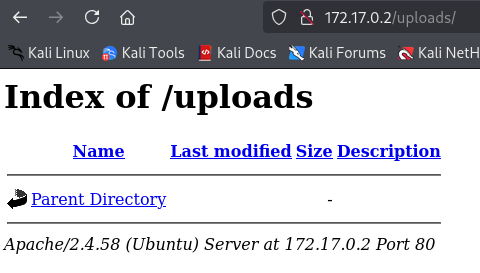 172.17.0.2/uploads/
Kali Linux Kali Tools Kali Docs Kali Forums Kali NetH
Index of /uploads
Name Last modified Size Description
Parent Directory -
Apache/2.4.58 (Ubuntu) Server at 172.17.0.2 Port 80